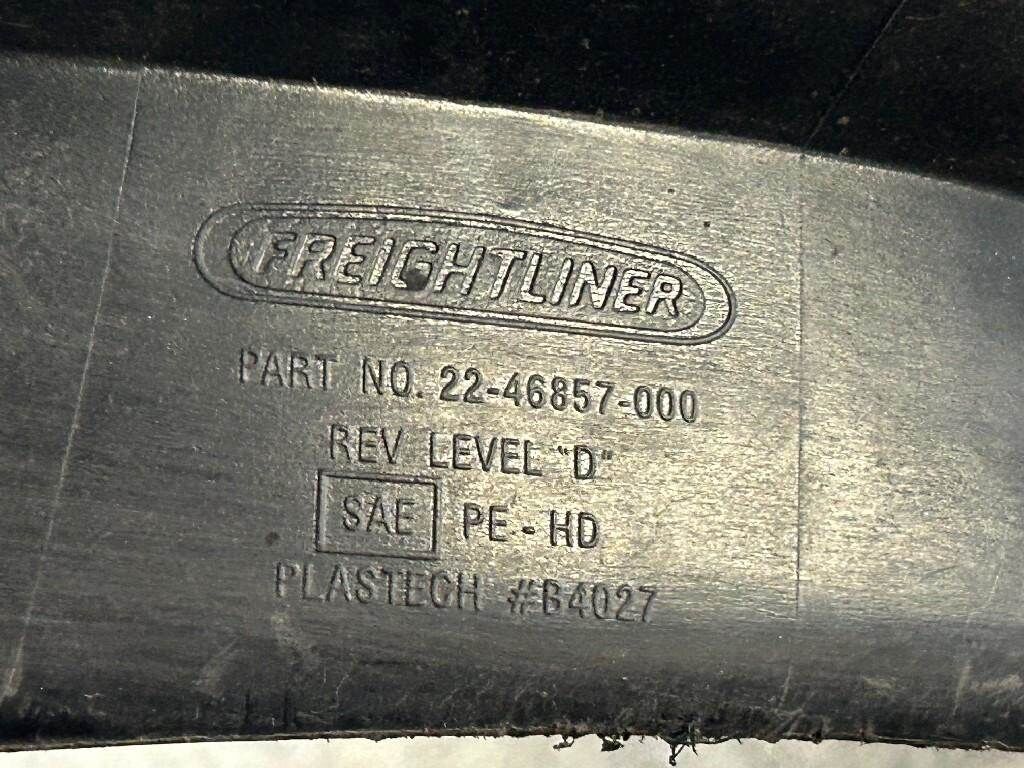 FREIGHTLINER
PART NO. 22-46857-000
REV LEVEL "D"
SAE PE-HD
PLASTECH #B4027